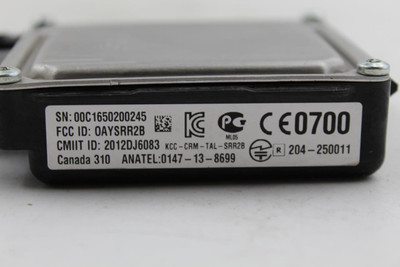 SN: 00C1650200245
FCC ID: OAYSRR2B
CMIIT ID: 2012DJ6083 KCC-CRM-TAL-SRR2B
Canada 310 ANATEL:0147-13-8699
CE0700
R 204-250011